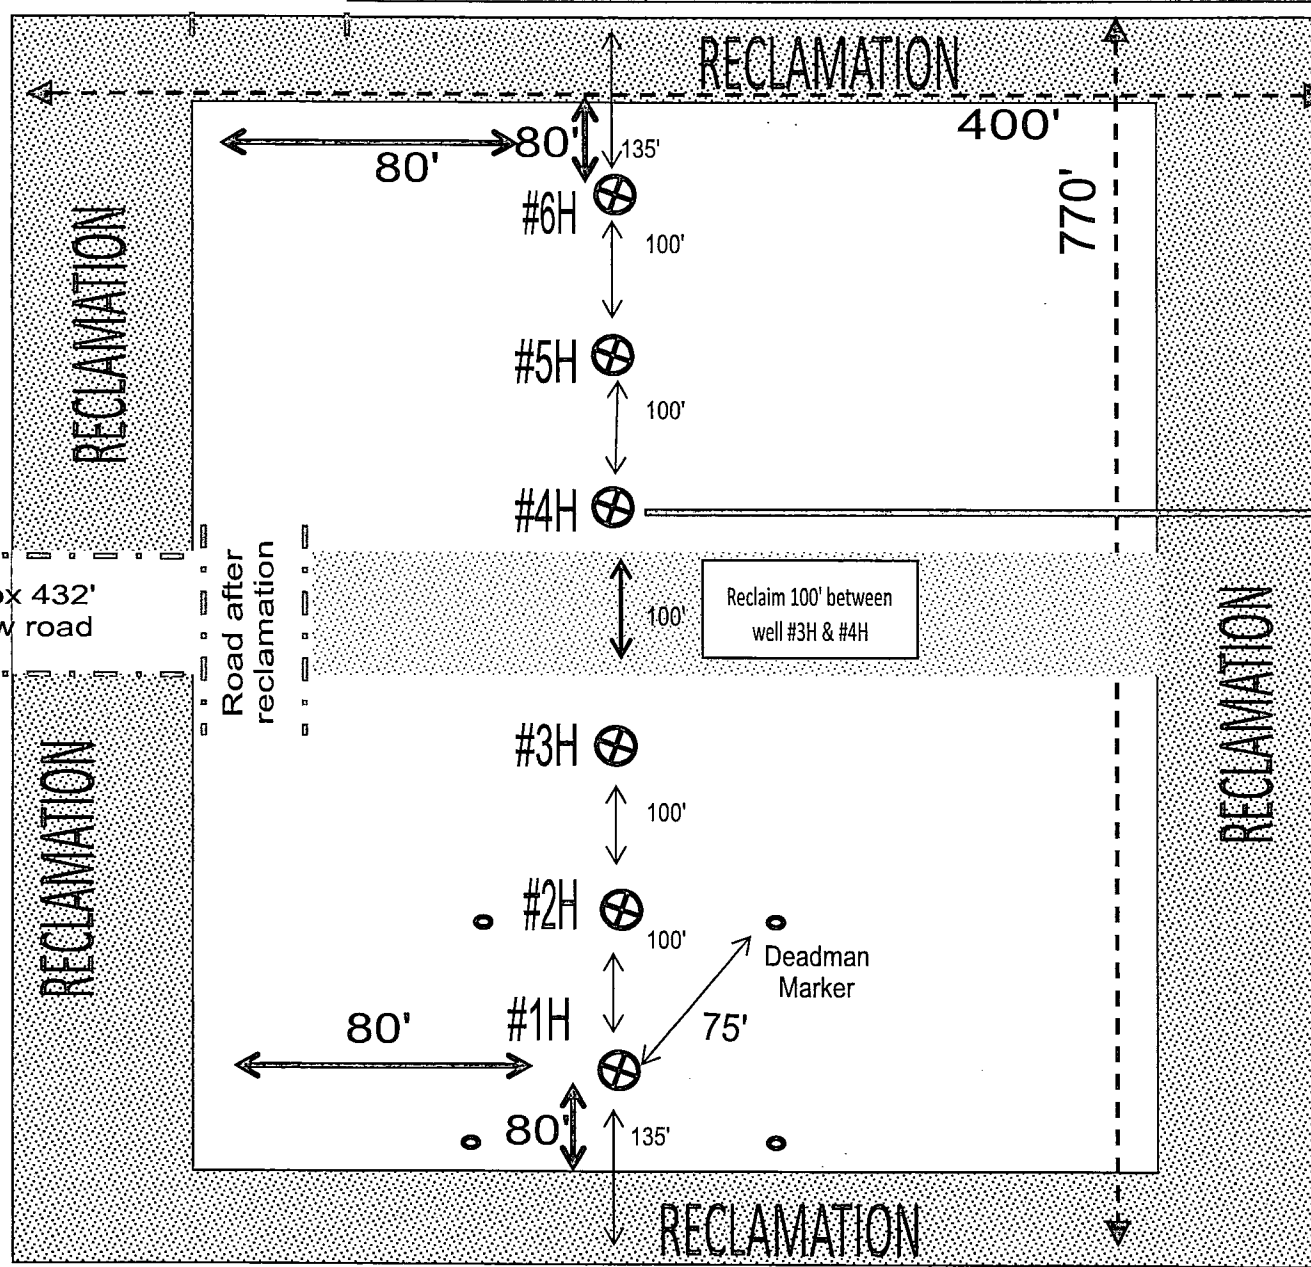 RECLAMATION
400'
80'
80'
135'
770'
#6H
100'
RECLAMATION
#5H
100'
#4H
432'
road
Road after
reclamation
100'
Reclaim 100' between
well #3H & #4H
RECLAMATION
#3H
100'
RECLAMATION
#2H
100'
Deadman
Marker
#1H
75'
80'
80'
135'
RECLAMATION